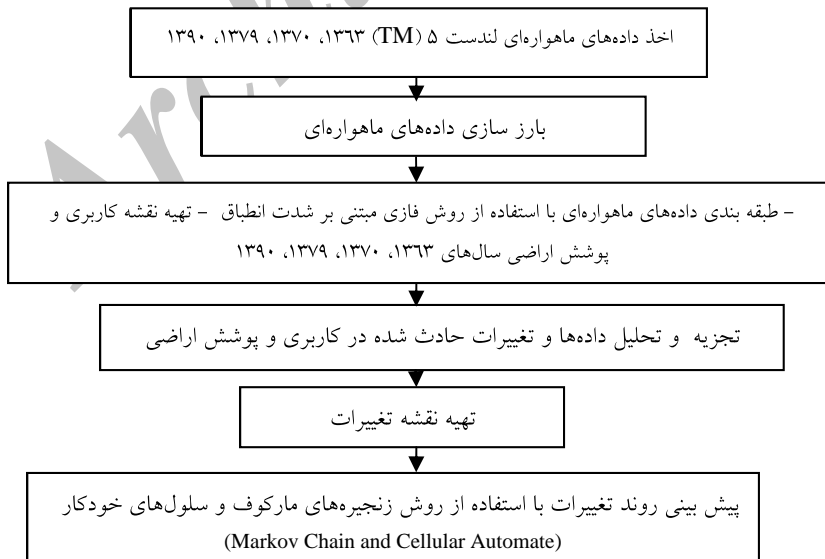 اخذ داده‌های ماهواره‌ای لندست ۵ (TM) ۱۳۶۳، ۱۳۷۰، ۱۳۷۹، ۱۳۹۰
بارز سازی داده‌های ماهواره‌ای
- طبقه بندی داده‌های ماهواره‌ای با استفاده از روش فازی مبتنی بر شدت انطباق - تهیه نقشه کاربری و
پوشش اراضی سال‌های ۱۳۶۳، ۱۳۷۰، ۱۳۷۹، ۱۳۹۰
تجزیه و تحلیل داده‌ها و تغییرات حادث شده در کاربری و پوشش اراضی
تهیه نقشه تغییرات
پیش بینی روند تغییرات با استفاده از روش زنجیره‌های مارکوف و سلول‌های خودکار
(Markov Chain and Cellular Automate)